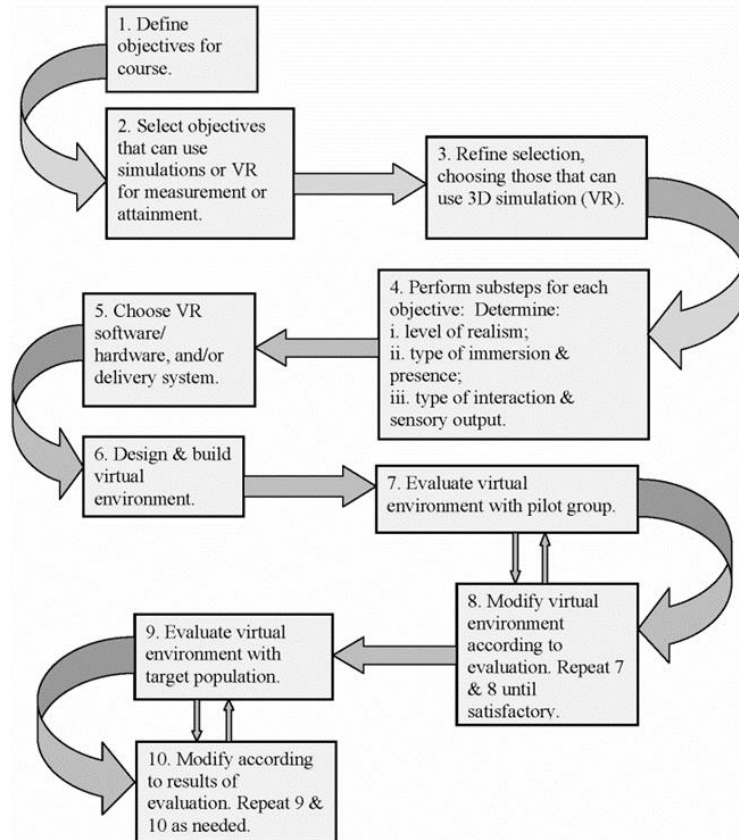 1. Define
objectives for
course.
2. Select objectives
that can use
simulations or VR
for measurement or
attainment.
3. Refine selection,
choosing those that can
use 3D simulation (VR).
4. Perform substeps for each
objective: Determine:
i. level of realism;
ii. type of immersion &
presence;
iii. type of interaction &
sensory output.
5. Choose VR
software/
hardware, and/or
delivery system.
6. Design & build
virtual
environment.
7. Evaluate virtual
environment with pilot group.
8. Modify virtual
environment
according to
evaluation. Repeat 7
& 8 until
satisfactory.
9. Evaluate virtual
environment with
target population.
10. Modify according
to results of
evaluation. Repeat 9 &
10 as needed.